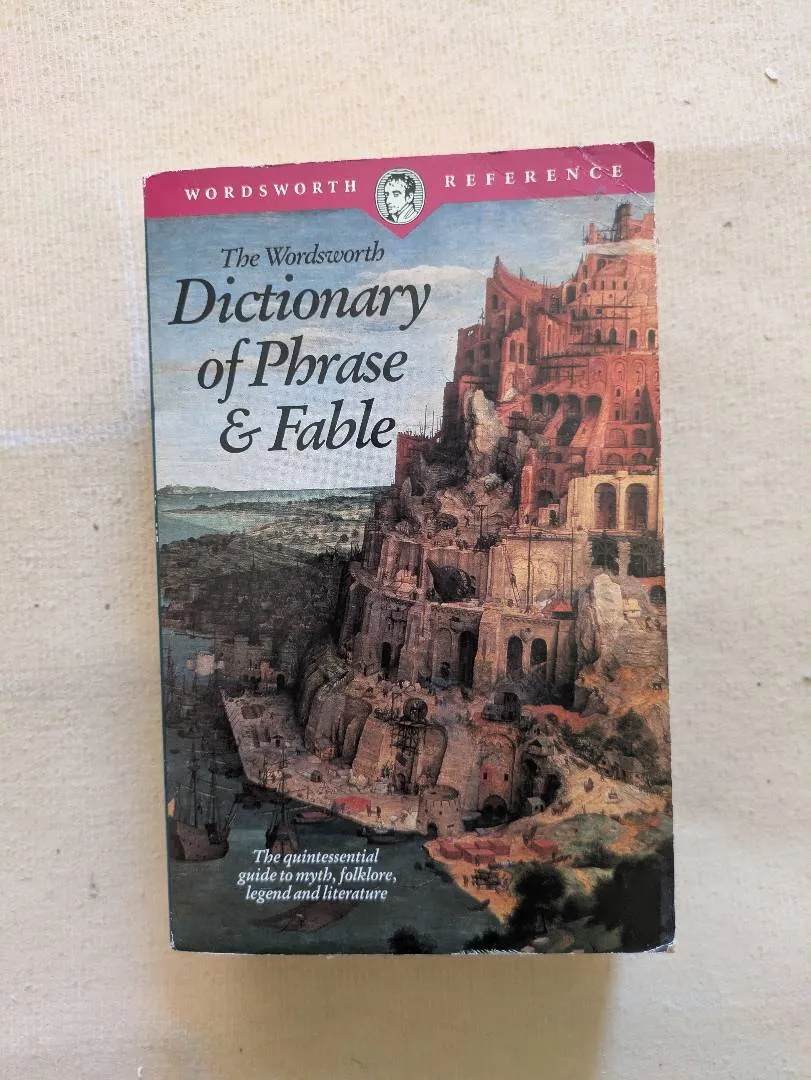 WORDSWORTH REFERENCE
The Wordsworth
Dictionary
of Phrase
& Fable
The quintessential
guide to myth, folklore,
legend and literature